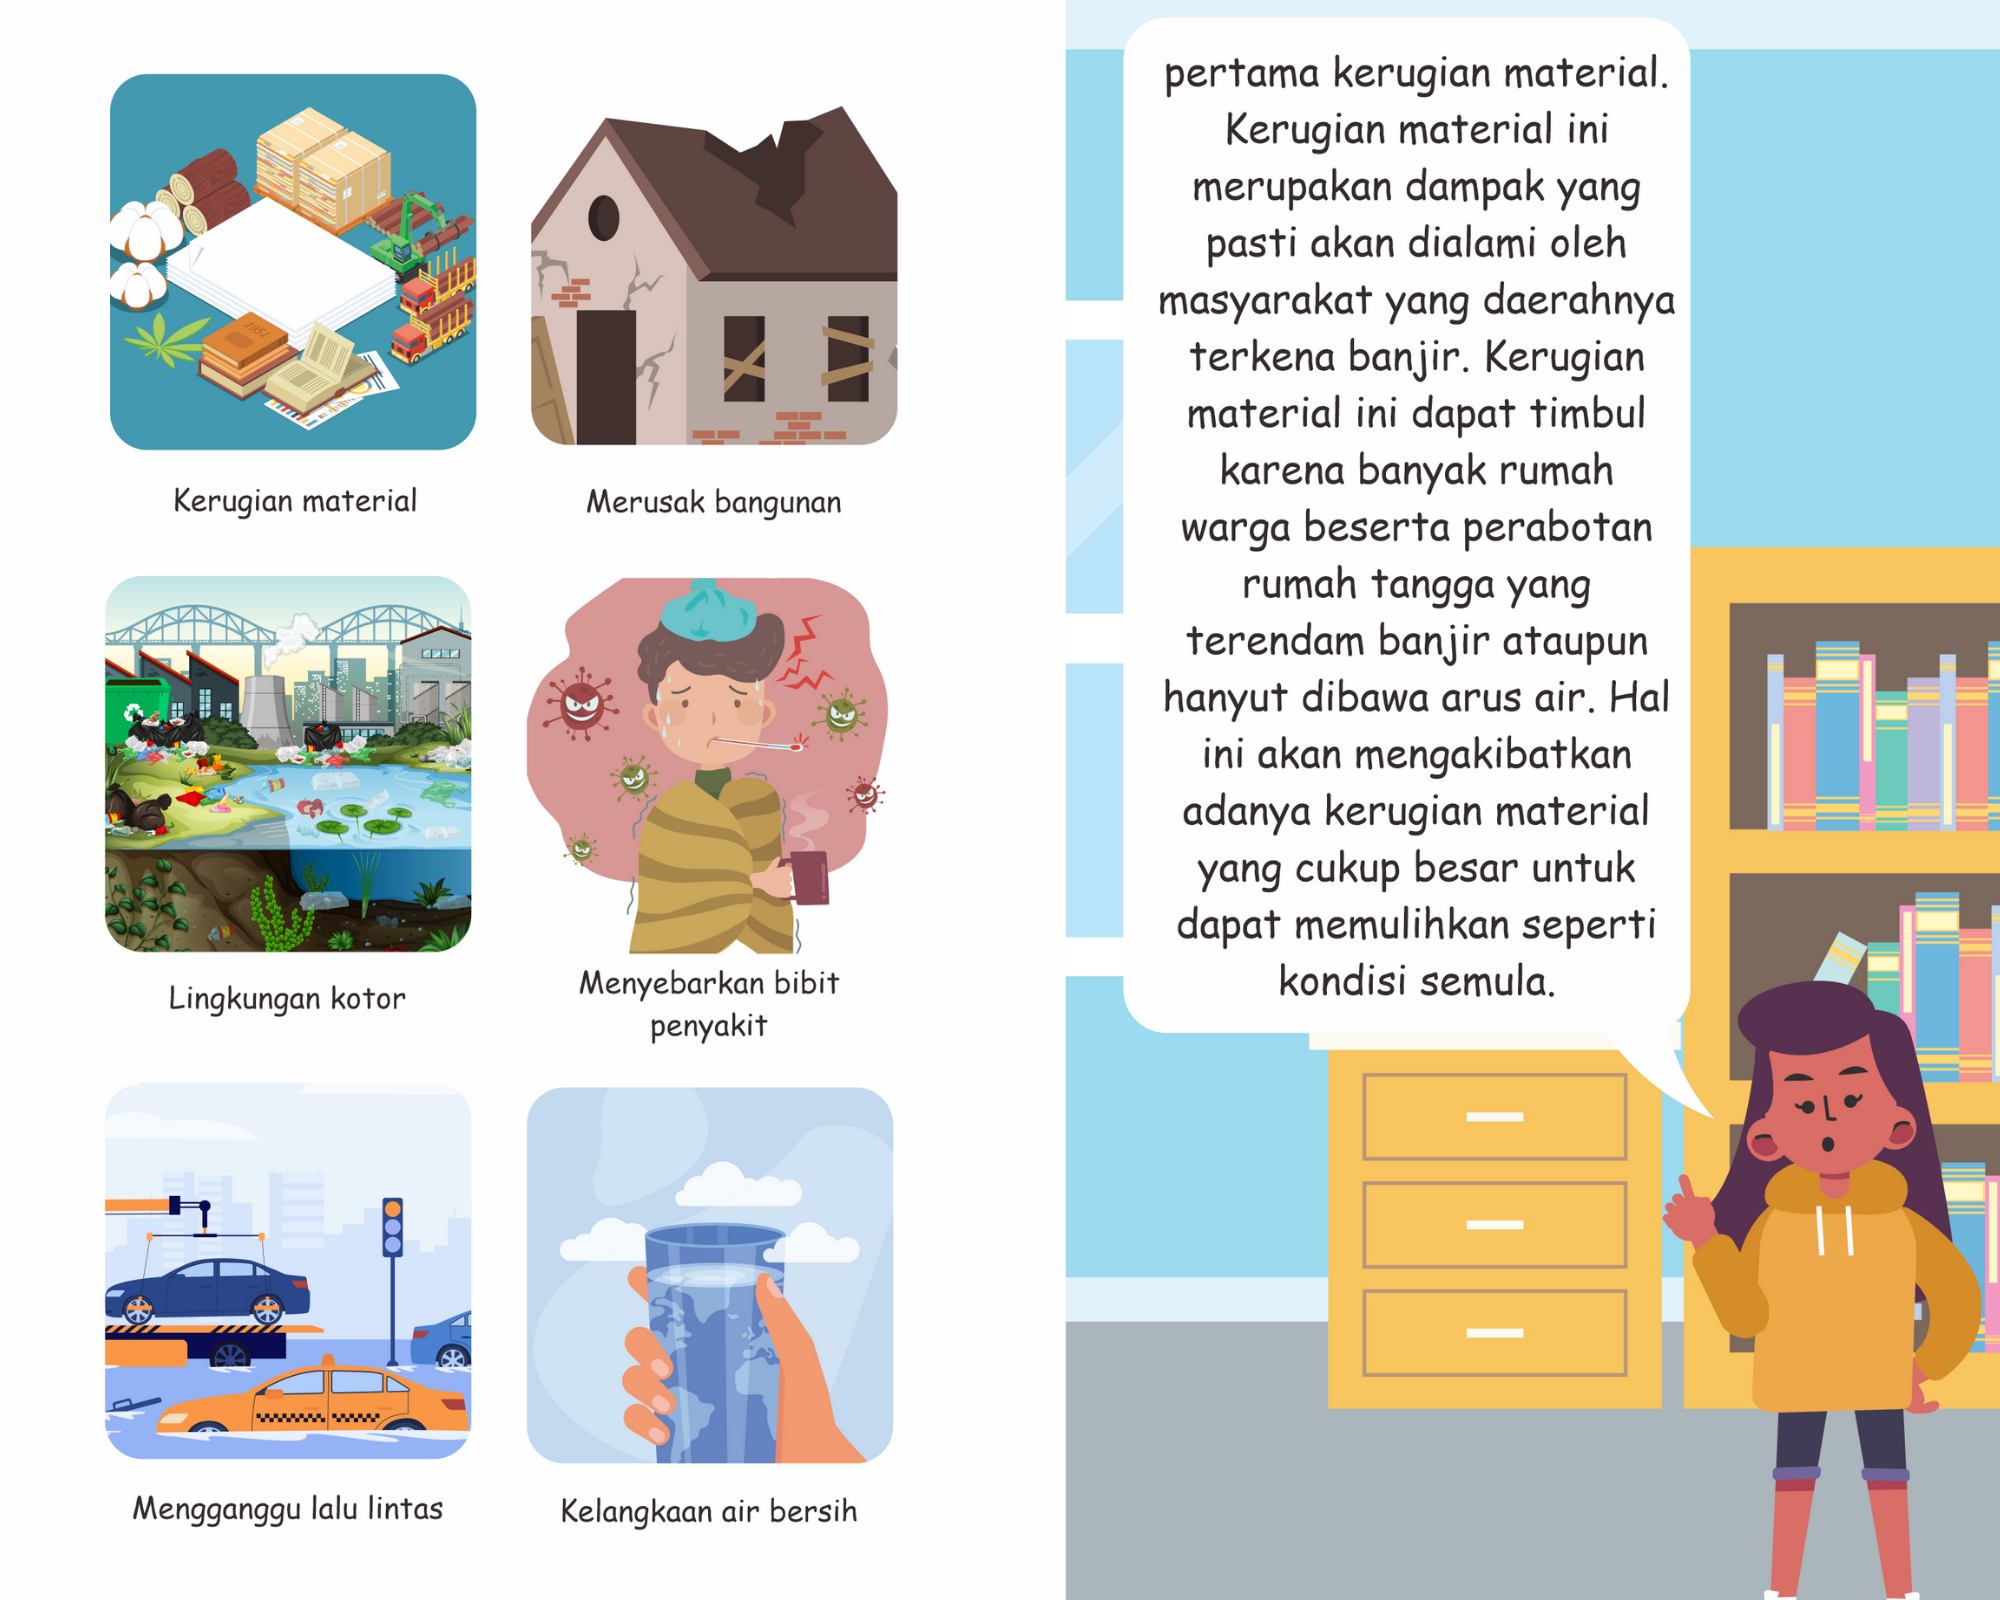 Kerugian material
Merusak bangunan
Lingkungan kotor
Menyebarkan bibit
penyakit
Mengganggu lalu lintas
Kelangkaan air bersih
pertama kerugian material.
Kerugian material ini
merupakan dampak yang
pasti akan dialami oleh
masyarakat yang daerahnya
terkena banjir. Kerugian
material ini dapat timbul
karena banyak rumah
warga beserta perabotan
rumah tangga yang
terendam banjir ataupun
hanyut dibawa arus air. Hal
ini akan mengakibatkan
adanya kerugian material
yang cukup besar untuk
dapat memulihkan seperti
kondisi semula.
1951